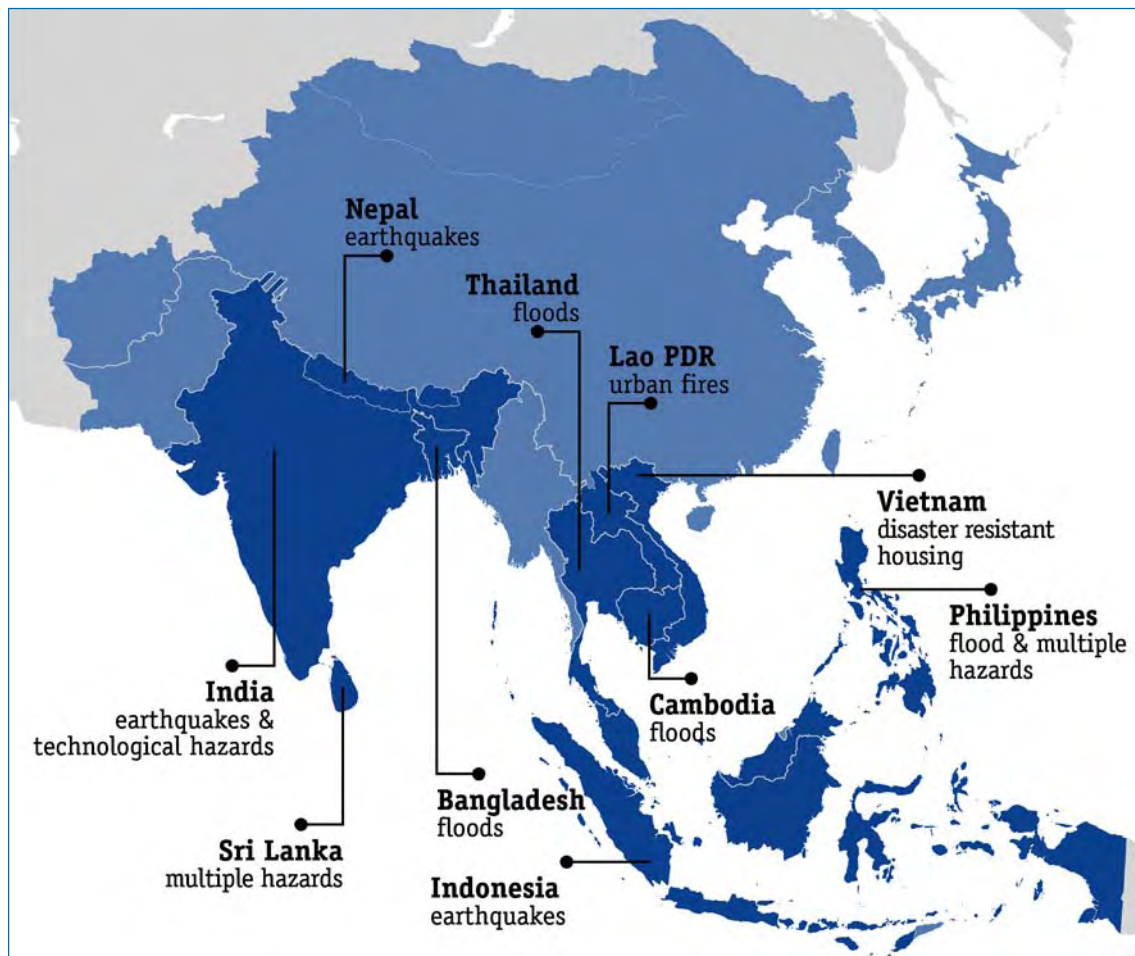 Nepal
earthquakes
Thailand
floods
Lao PDR
urban fires
Vietnam
disaster resistant
housing
Philippines
flood & multiple
hazards
India
earthquakes &
technological hazards
Cambodia
floods
Bangladesh
floods
Sri Lanka
multiple hazards
Indonesia
earthquakes